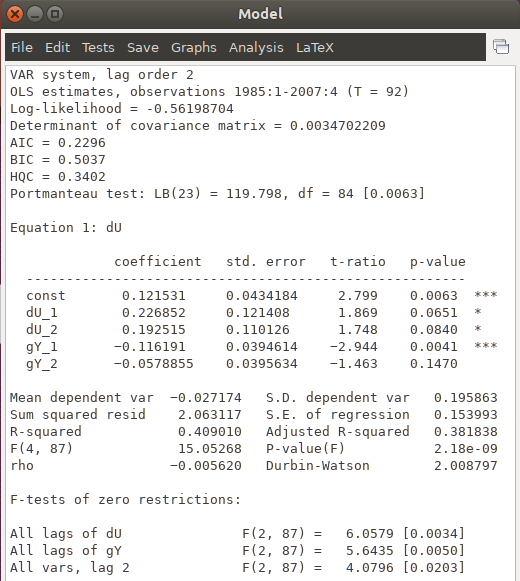 Model
File Edit Tests Save Graphs Analysis LaTeX
VAR system, lag order 2
OLS estimates, observations 1985:1-2007:4 (T = 92)
Log-likelihood = -0.56198704
Determinant of covariance matrix = 0.0034702209
AIC = 0.2296
BIC = 0.5037
HQC = 0.3402
Portmanteau test: LB(23) = 119.798, df = 84 [0.0063]
Equation 1: dU
coefficient std. error t-ratio p-value
--------------------------------------------------------
const 0.121531 0.0434184 2.799 0.0063 ***
dU_1 0.226852 0.121408 1.869 0.0651 *
dU_2 0.192515 0.110126 1.748 0.0840 *
gY_1 −0.116191 0.0394614 −2.944 0.0041 ***
gY_2 −0.0578855 0.0395634 −1.463 0.1470
Mean dependent var −0.027174 S.D. dependent var 0.195863
Sum squared resid 2.063117 S.E. of regression 0.153993
R-squared 0.409010 Adjusted R-squared 0.381838
F(4, 87) 15.05268 P-value(F) 2.18e-09
rho −0.005620 Durbin-Watson 2.008797
F-tests of zero restrictions:
All lags of dU F(2, 87) = 6.0579 [0.0034]
All lags of gY F(2, 87) = 5.6435 [0.0050]
All vars, lag 2 F(2, 87) = 4.0796 [0.0203]